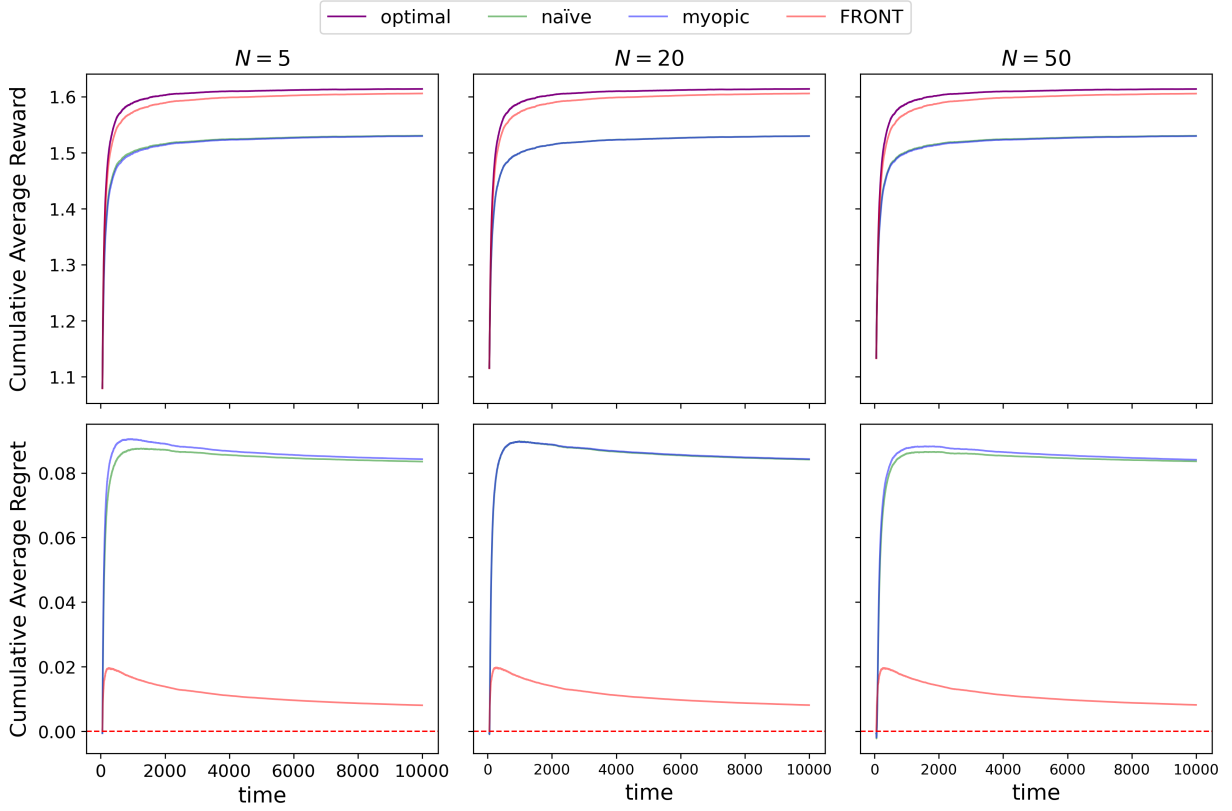 optimal naïve myopic FRONT
N = 5 N = 20 N = 50
Cumulative Average Reward
1.6
1.5
1.4
1.3
1.2
1.1
Cumulative Average Regret
0.08
0.06
0.04
0.02
0.00
0 2000 4000 6000 8000 10000 0 2000 4000 6000 8000 10000 0 2000 4000 6000 8000 10000
time time time